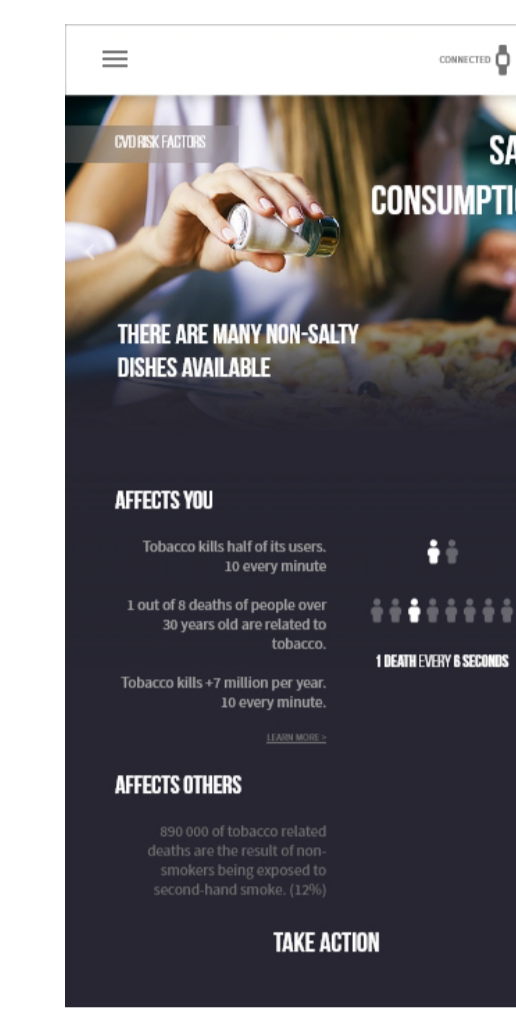 CONNECTED
CVD RISK FACTORS
SA
CONSUMPTIO
THERE ARE MANY NON-SALTY
DISHES AVAILABLE
AFFECTS YOU
Tobacco kills half of its users.
10 every minute
1 out of 8 deaths of people over
30 years old are related to
tobacco.
1 DEATH EVERY 6 SECONDS
Tobacco kills +7 million per year.
10 every minute.
LEARN MORE >
AFFECTS OTHERS
890 000 of tobacco related
deaths are the result of non-
smokers being exposed to
second-hand smoke. (12%)
TAKE ACTION